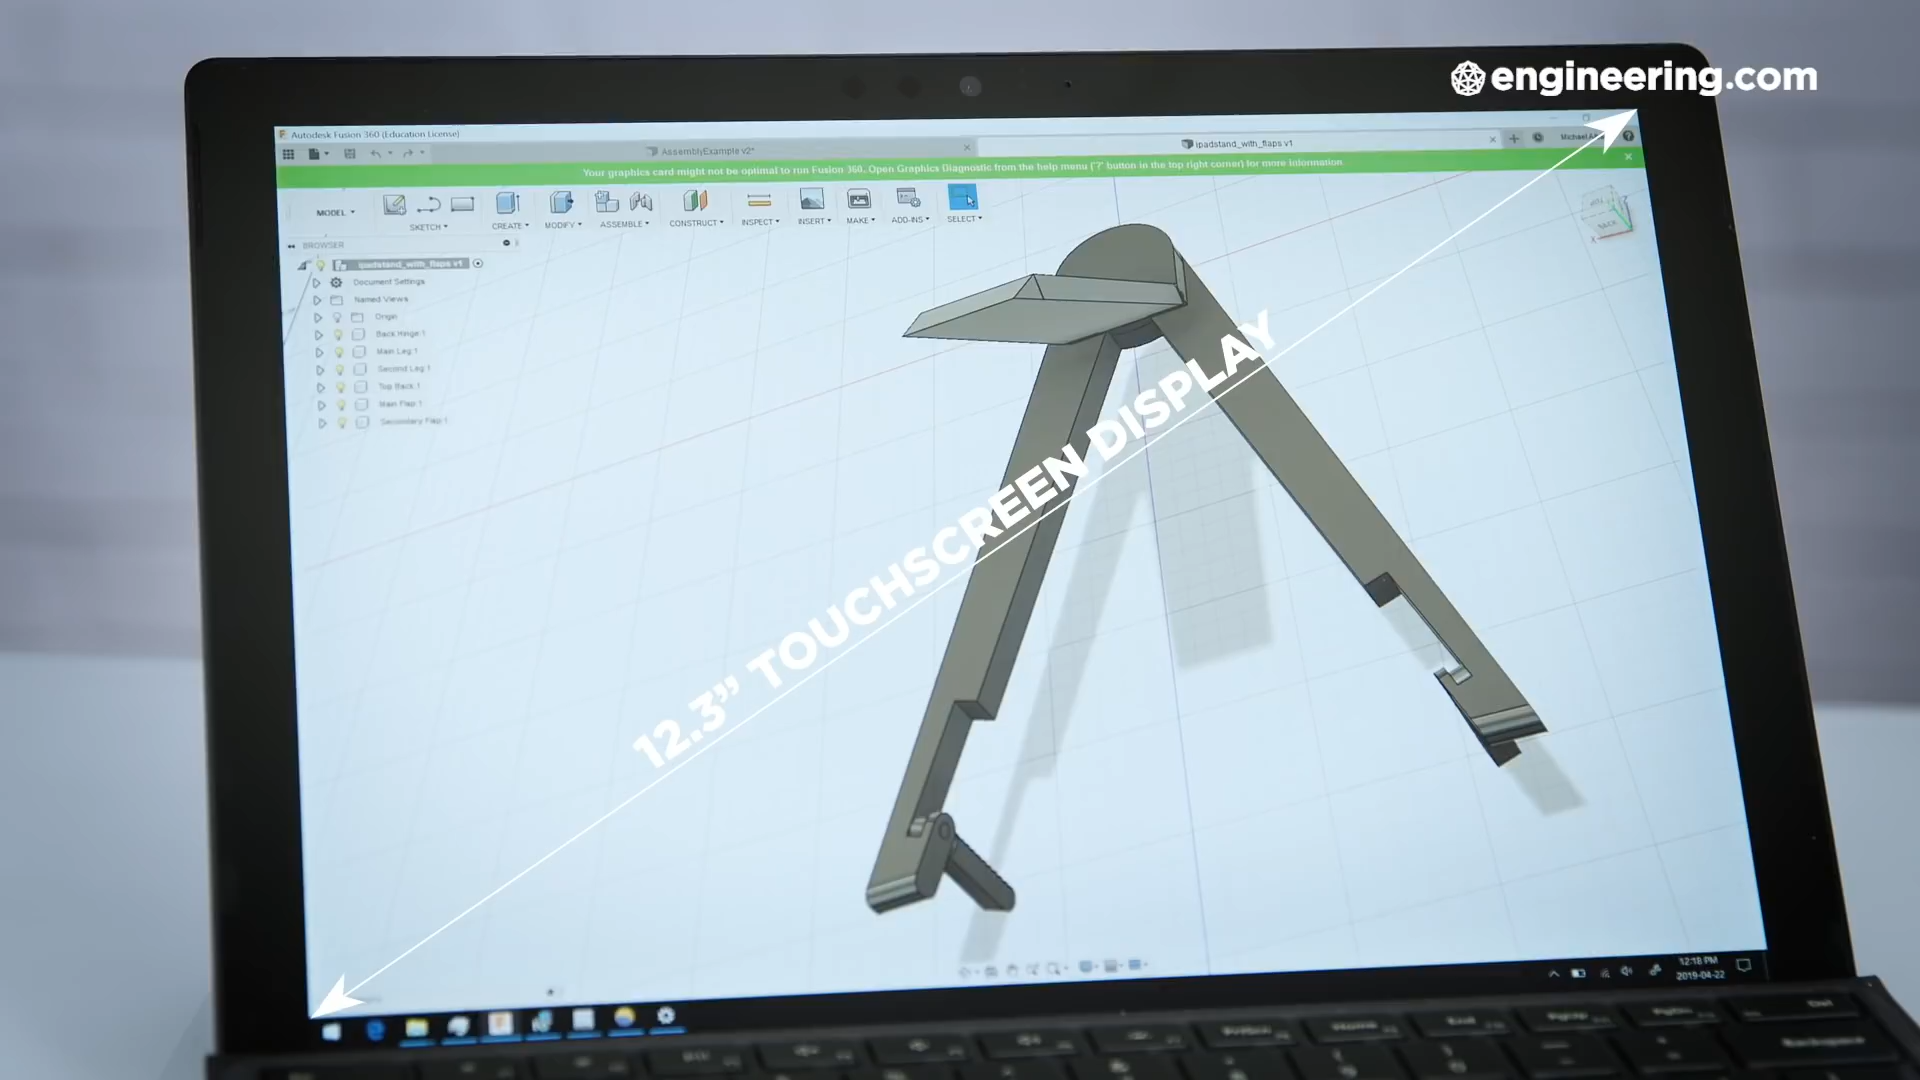 engineering.com
Autodesk Fusion 360 (Education License)
AssemblyExample v2*
ipadstand_with_flaps v1
Your graphics card might not be optimal to run Fusion 360. Open Graphics Diagnostic from the help menu ('?' button in the top right corner) for more information
MODEL
SKETCH
CREATE
MODIFY
ASSEMBLE
CONSTRUCT
INSPECT
INSERT
MAKE
ADD-INS
SELECT
BROWSER
ipadstand_with_flaps v1
Document Settings
Named Views
Origin
Back Hinge:1
Main Leg:1
Second Leg:1
Top Back:1
Main Flap:1
Secondary Flap:1
BACK
X
12.3” TOUCHSCREEN DISPLAY
12:18 PM
2019-04-22
Home
End
Backspace